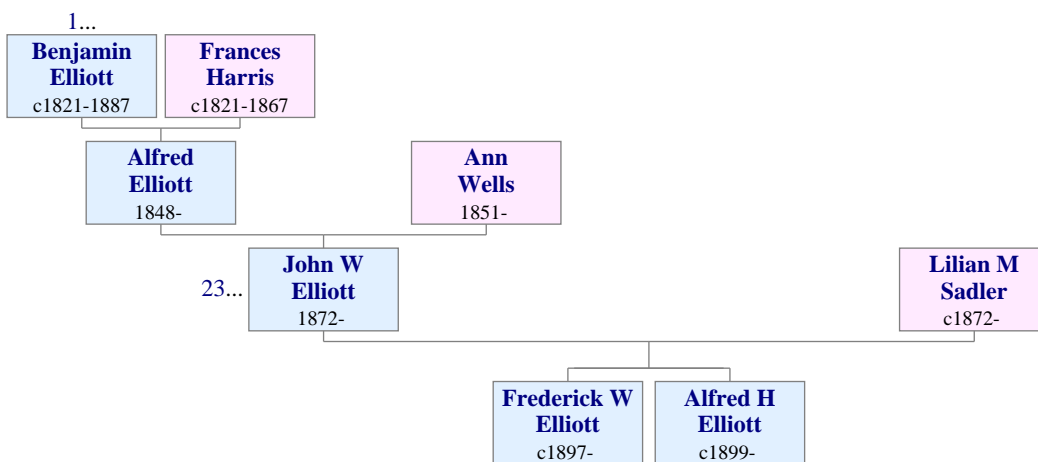 1...
Benjamin
Elliott
c1821-1887
Frances
Harris
c1821-1867
Alfred
Elliott
1848-
Ann
Wells
1851-
23...
John W
Elliott
1872-
Lilian M
Sadler
c1872-
Frederick W
Elliott
c1897-
Alfred H
Elliott
c1899-